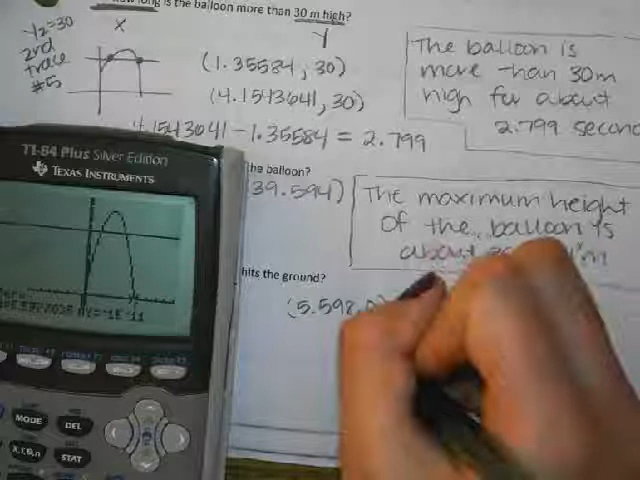 long is the balloon more than 30 m high?
Y2=30
2nd
trace
#5
X
Y
(1.35584, 30)
(4.1543041, 30)
4.1543041 - 1.35584 = 2.799
The balloon is
more than 30m
high for about
2.799 second
the balloon?
39.594)
The maximum height
of the balloon is
about
m
hits the ground?
(5.598, 0)
TI-84 Plus Silver Edition
TEXAS INSTRUMENTS
MODE
DEL
X,T,θ,n
STAT